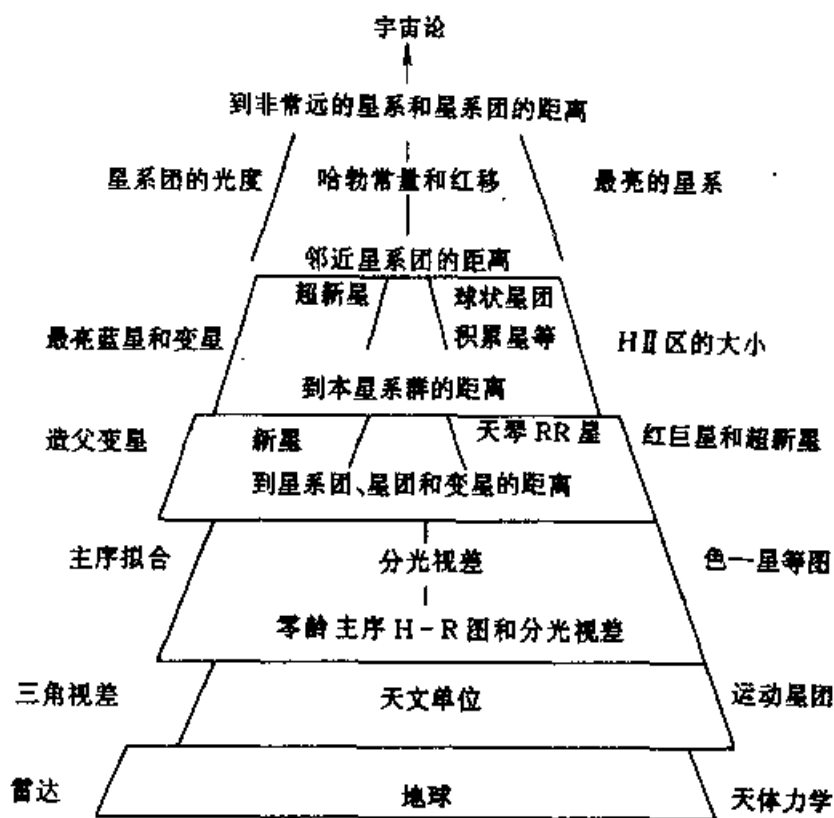 宇宙论
到非常远的星系和星系团的距离
星系团的光度 哈勃常量和红移 最亮的星系
邻近星系团的距离
超新星 球状星团
最亮蓝星和变星 积累星等 HⅡ区的大小
到本星系群的距离
造父变星 新星 天琴 RR 星 红巨星和超新星
到星系团、星团和变星的距离
主序拟合 分光视差 色一星等图
零龄主序 H-R 图和分光视差
三角视差 天文单位 运动星团
雷达 地球 天体力学